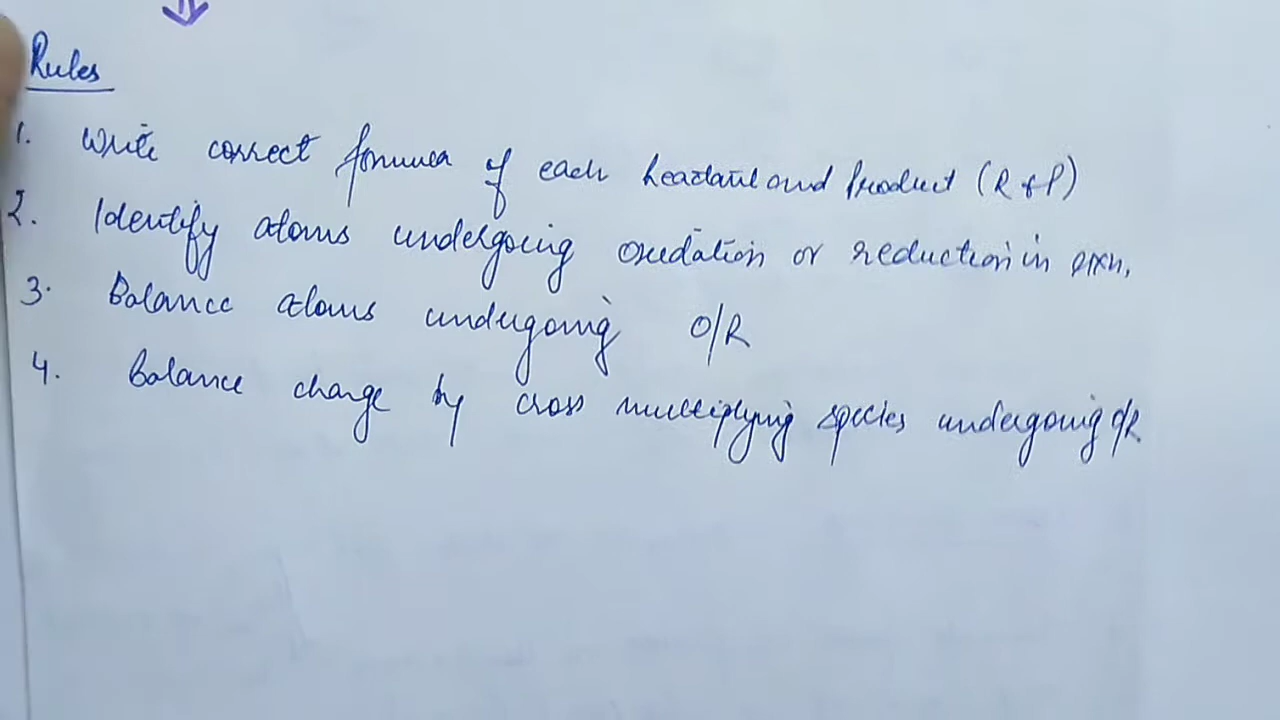 Rules
1. Write correct formula of each Reactant and Product (R & P)
2. Identify atoms undergoing oxidation or reduction in rxn.
3. Balance atoms undergoing O/R
4. Balance charge by cross multiplying species undergoing O/R